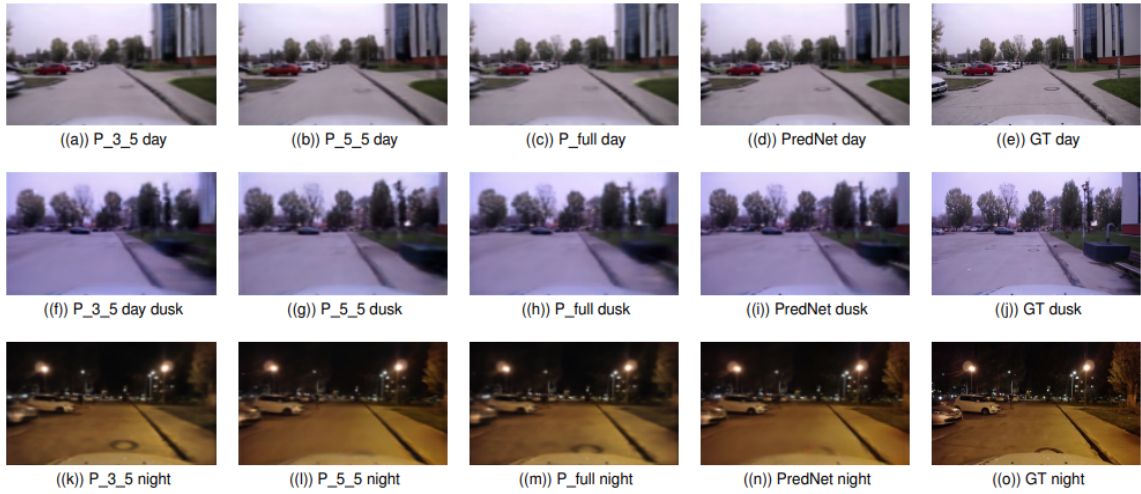 ((a)) P_3_5 day
((b)) P_5_5 day
((c)) P_full day
((d)) PredNet day
((e)) GT day
((f)) P_3_5 day dusk
((g)) P_5_5 dusk
((h)) P_full dusk
((i)) PredNet dusk
((j)) GT dusk
((k)) P_3_5 night
((l)) P_5_5 night
((m)) P_full night
((n)) PredNet night
((o)) GT night